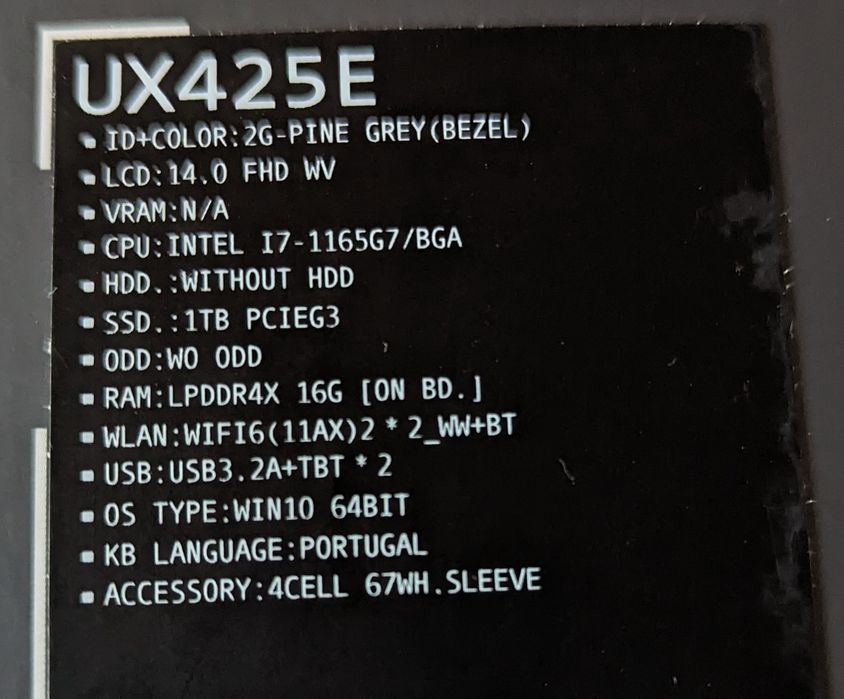 UX425E
▪ ID+COLOR:2G-PINE GREY(BEZEL)
▪ LCD:14.0 FHD WV
▪ VRAM:N/A
▪ CPU:INTEL I7-1165G7/BGA
▪ HDD.:WITHOUT HDD
▪ SSD.:1TB PCIEG3
▪ ODD:WO ODD
▪ RAM:LPDDR4X 16G [ON BD.]
▪ WLAN:WIFI6(11AX)2*2_WW+BT
▪ USB:USB3.2A+TBT*2
▪ OS TYPE:WIN10 64BIT
▪ KB LANGUAGE:PORTUGAL
▪ ACCESSORY:4CELL 67WH.SLEEVE